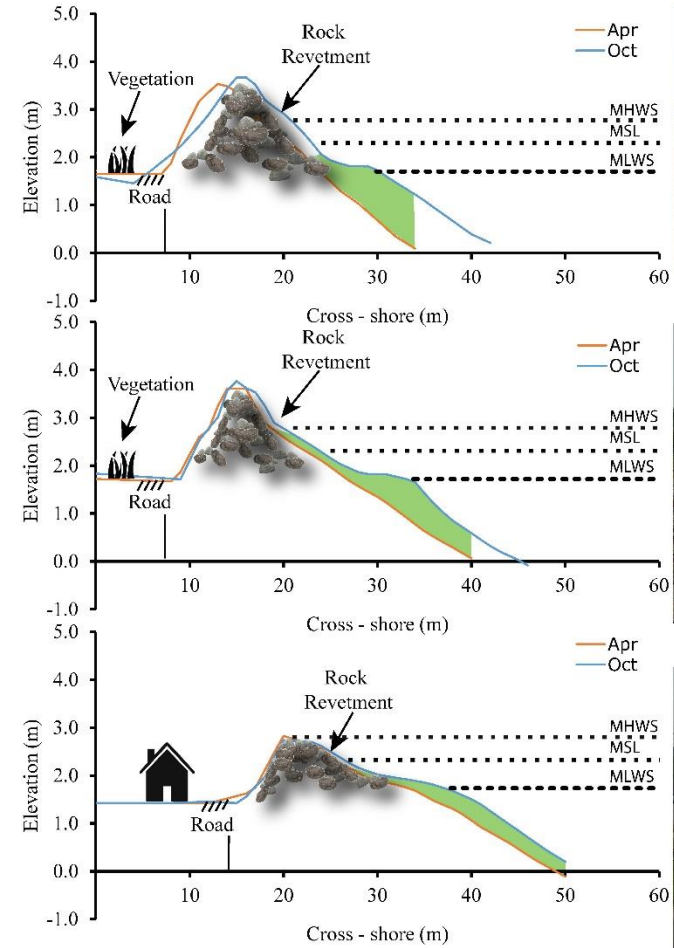 5.0
4.0
3.0
2.0
1.0
0.0
-1.0
Elevation (m)
Vegetation
Road
Rock
Revetment
Apr
Oct
MHWS
MSL
MLWS
10 20 30 40 50 60
Cross - shore (m)
5.0
4.0
3.0
2.0
1.0
0.0
-1.0
Elevation (m)
Vegetation
Road
Rock
Revetment
Apr
Oct
MHWS
MSL
MLWS
10 20 30 40 50 60
Cross - shore (m)
5.0
4.0
3.0
2.0
1.0
0.0
-1.0
Elevation (m)
Road
Rock
Revetment
Apr
Oct
MHWS
MSL
MLWS
10 20 30 40 50 60
Cross - shore (m)